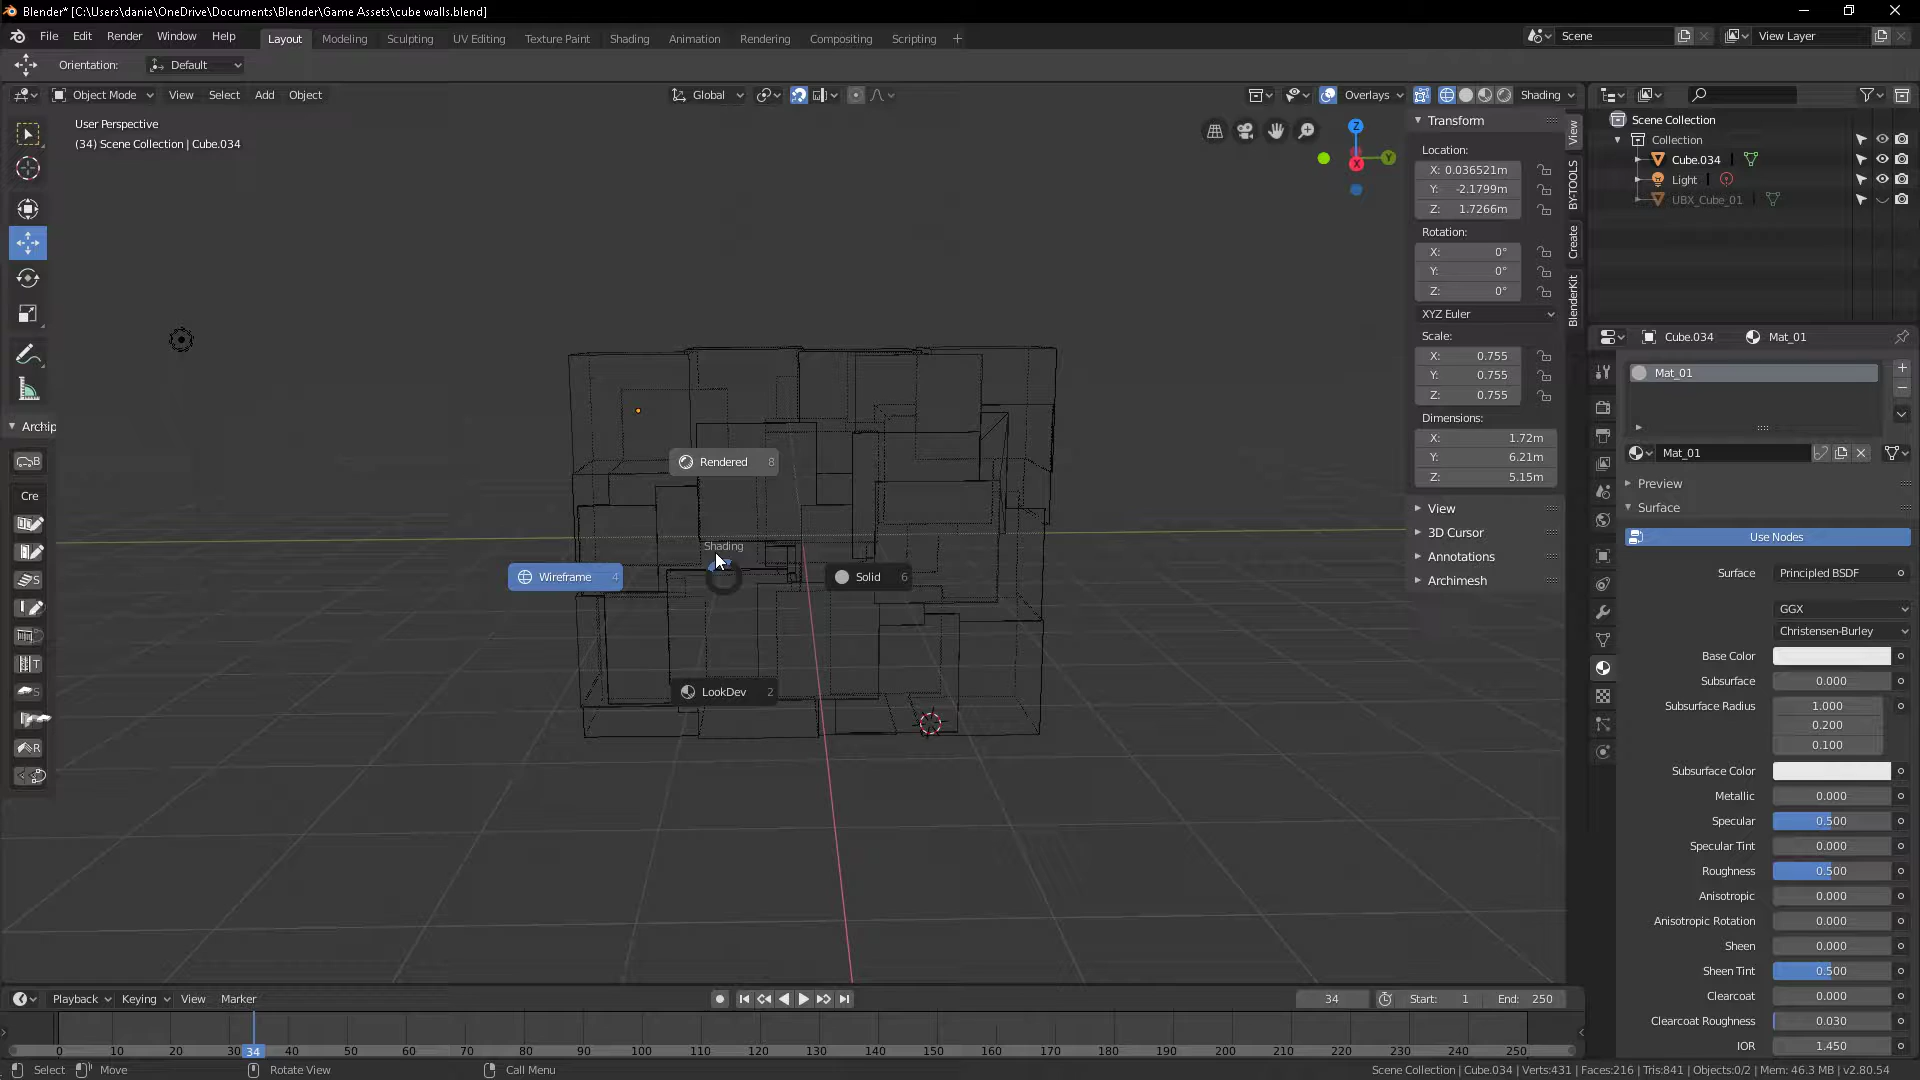 Blender* [C:\Users\danie\OneDrive\Documents\Blender\Game Assets\cube walls.blend]
File Edit Render Window Help Layout Modeling Sculpting UV Editing Texture Paint Shading Animation Rendering Compositing Scripting + Scene View Layer
Orientation: Default
Object Mode View Select Add Object Global Overlays Shading
User Perspective
(34) Scene Collection | Cube.034
Z
Y
X
Archip
B
Cre
S
T
S
R
Rendered 8
Shading
Wireframe 4
Solid 6
LookDev 2
Transform
Location:
X: 0.036521m
Y: -2.1799m
Z: 1.7266m
Rotation:
X: 0°
Y: 0°
Z: 0°
XYZ Euler
Scale:
X: 0.755
Y: 0.755
Z: 0.755
Dimensions:
X: 1.72m
Y: 6.21m
Z: 5.15m
View
3D Cursor
Annotations
Archimesh
View
BY-TOOLS
Create
BlenderKit
Scene Collection
Collection
Cube.034
Light
UBX_Cube_01
Cube.034 Mat_01
Mat_01
Mat_01
Preview
Surface
Use Nodes
Surface Principled BSDF
GGX
Christensen-Burley
Base Color
Subsurface 0.000
Subsurface Radius 1.000
0.200
0.100
Subsurface Color
Metallic 0.000
Specular 0.500
Specular Tint 0.000
Roughness 0.500
Anisotropic 0.000
Anisotropic Rotation 0.000
Sheen 0.000
Sheen Tint 0.500
Clearcoat 0.000
Clearcoat Roughness 0.030
IOR 1.450
Playback Keying View Marker 34 Start: 1 End: 250
0 10 20 30 34 40 50 60 70 80 90 100 110 120 130 140 150 160 170 180 190 200 210 220 230 240 250
Select Move Rotate View Call Menu Scene Collection | Cube.034 | Verts:431 | Faces:216 | Tris:841 | Objects:0/2 | Mem: 46.3 MB | v2.80.54